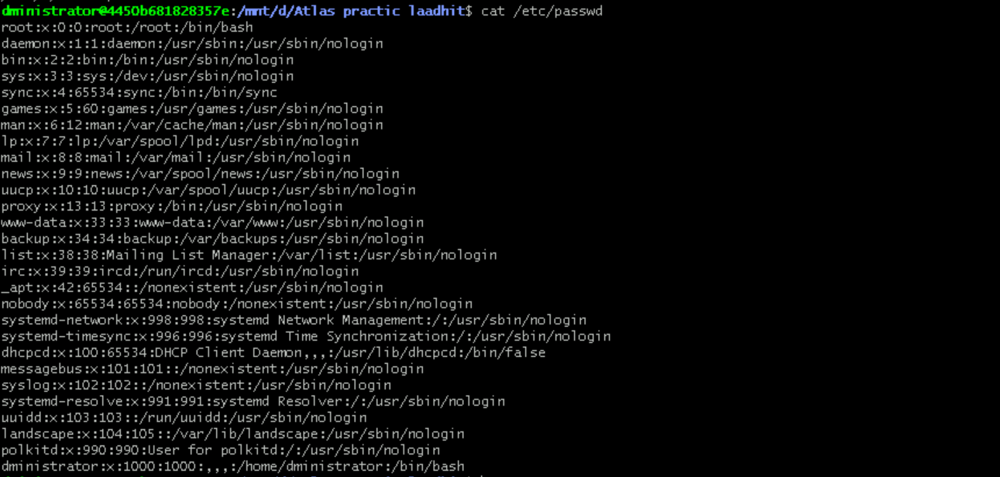 dministrator@4450b681828357e:/mnt/d/Atlas practic laadhit$ cat /etc/passwd
root:x:0:0:root:/root:/bin/bash
daemon:x:1:1:daemon:/usr/sbin:/usr/sbin/nologin
bin:x:2:2:bin:/bin:/usr/sbin/nologin
sys:x:3:3:sys:/dev:/usr/sbin/nologin
sync:x:4:65534:sync:/bin:/bin/sync
games:x:5:60:games:/usr/games:/usr/sbin/nologin
man:x:6:12:man:/var/cache/man:/usr/sbin/nologin
lp:x:7:7:lp:/var/spool/lpd:/usr/sbin/nologin
mail:x:8:8:mail:/var/mail:/usr/sbin/nologin
news:x:9:9:news:/var/spool/news:/usr/sbin/nologin
uucp:x:10:10:uucp:/var/spool/uucp:/usr/sbin/nologin
proxy:x:13:13:proxy:/bin:/usr/sbin/nologin
www-data:x:33:33:www-data:/var/www:/usr/sbin/nologin
backup:x:34:34:backup:/var/backups:/usr/sbin/nologin
list:x:38:38:Mailing List Manager:/var/list:/usr/sbin/nologin
irc:x:39:39:ircd:/run/ircd:/usr/sbin/nologin
_apt:x:42:65534::/nonexistent:/usr/sbin/nologin
nobody:x:65534:65534:nobody:/nonexistent:/usr/sbin/nologin
systemd-network:x:998:998:systemd Network Management:/:/usr/sbin/nologin
systemd-timesync:x:996:996:systemd Time Synchronization:/:/usr/sbin/nologin
dhcpcd:x:100:65534:DHCP Client Daemon,,,:/usr/lib/dhcpcd:/bin/false
messagebus:x:101:101::/nonexistent:/usr/sbin/nologin
syslog:x:102:102::/nonexistent:/usr/sbin/nologin
systemd-resolve:x:991:991:systemd Resolver:/:/usr/sbin/nologin
uuidd:x:103:103::/run/uuidd:/usr/sbin/nologin
landscape:x:104:105::/var/lib/landscape:/usr/sbin/nologin
polkitd:x:990:990:User for polkitd:/:/usr/sbin/nologin
dministrator:x:1000:1000:,,,:/home/dministrator:/bin/bash